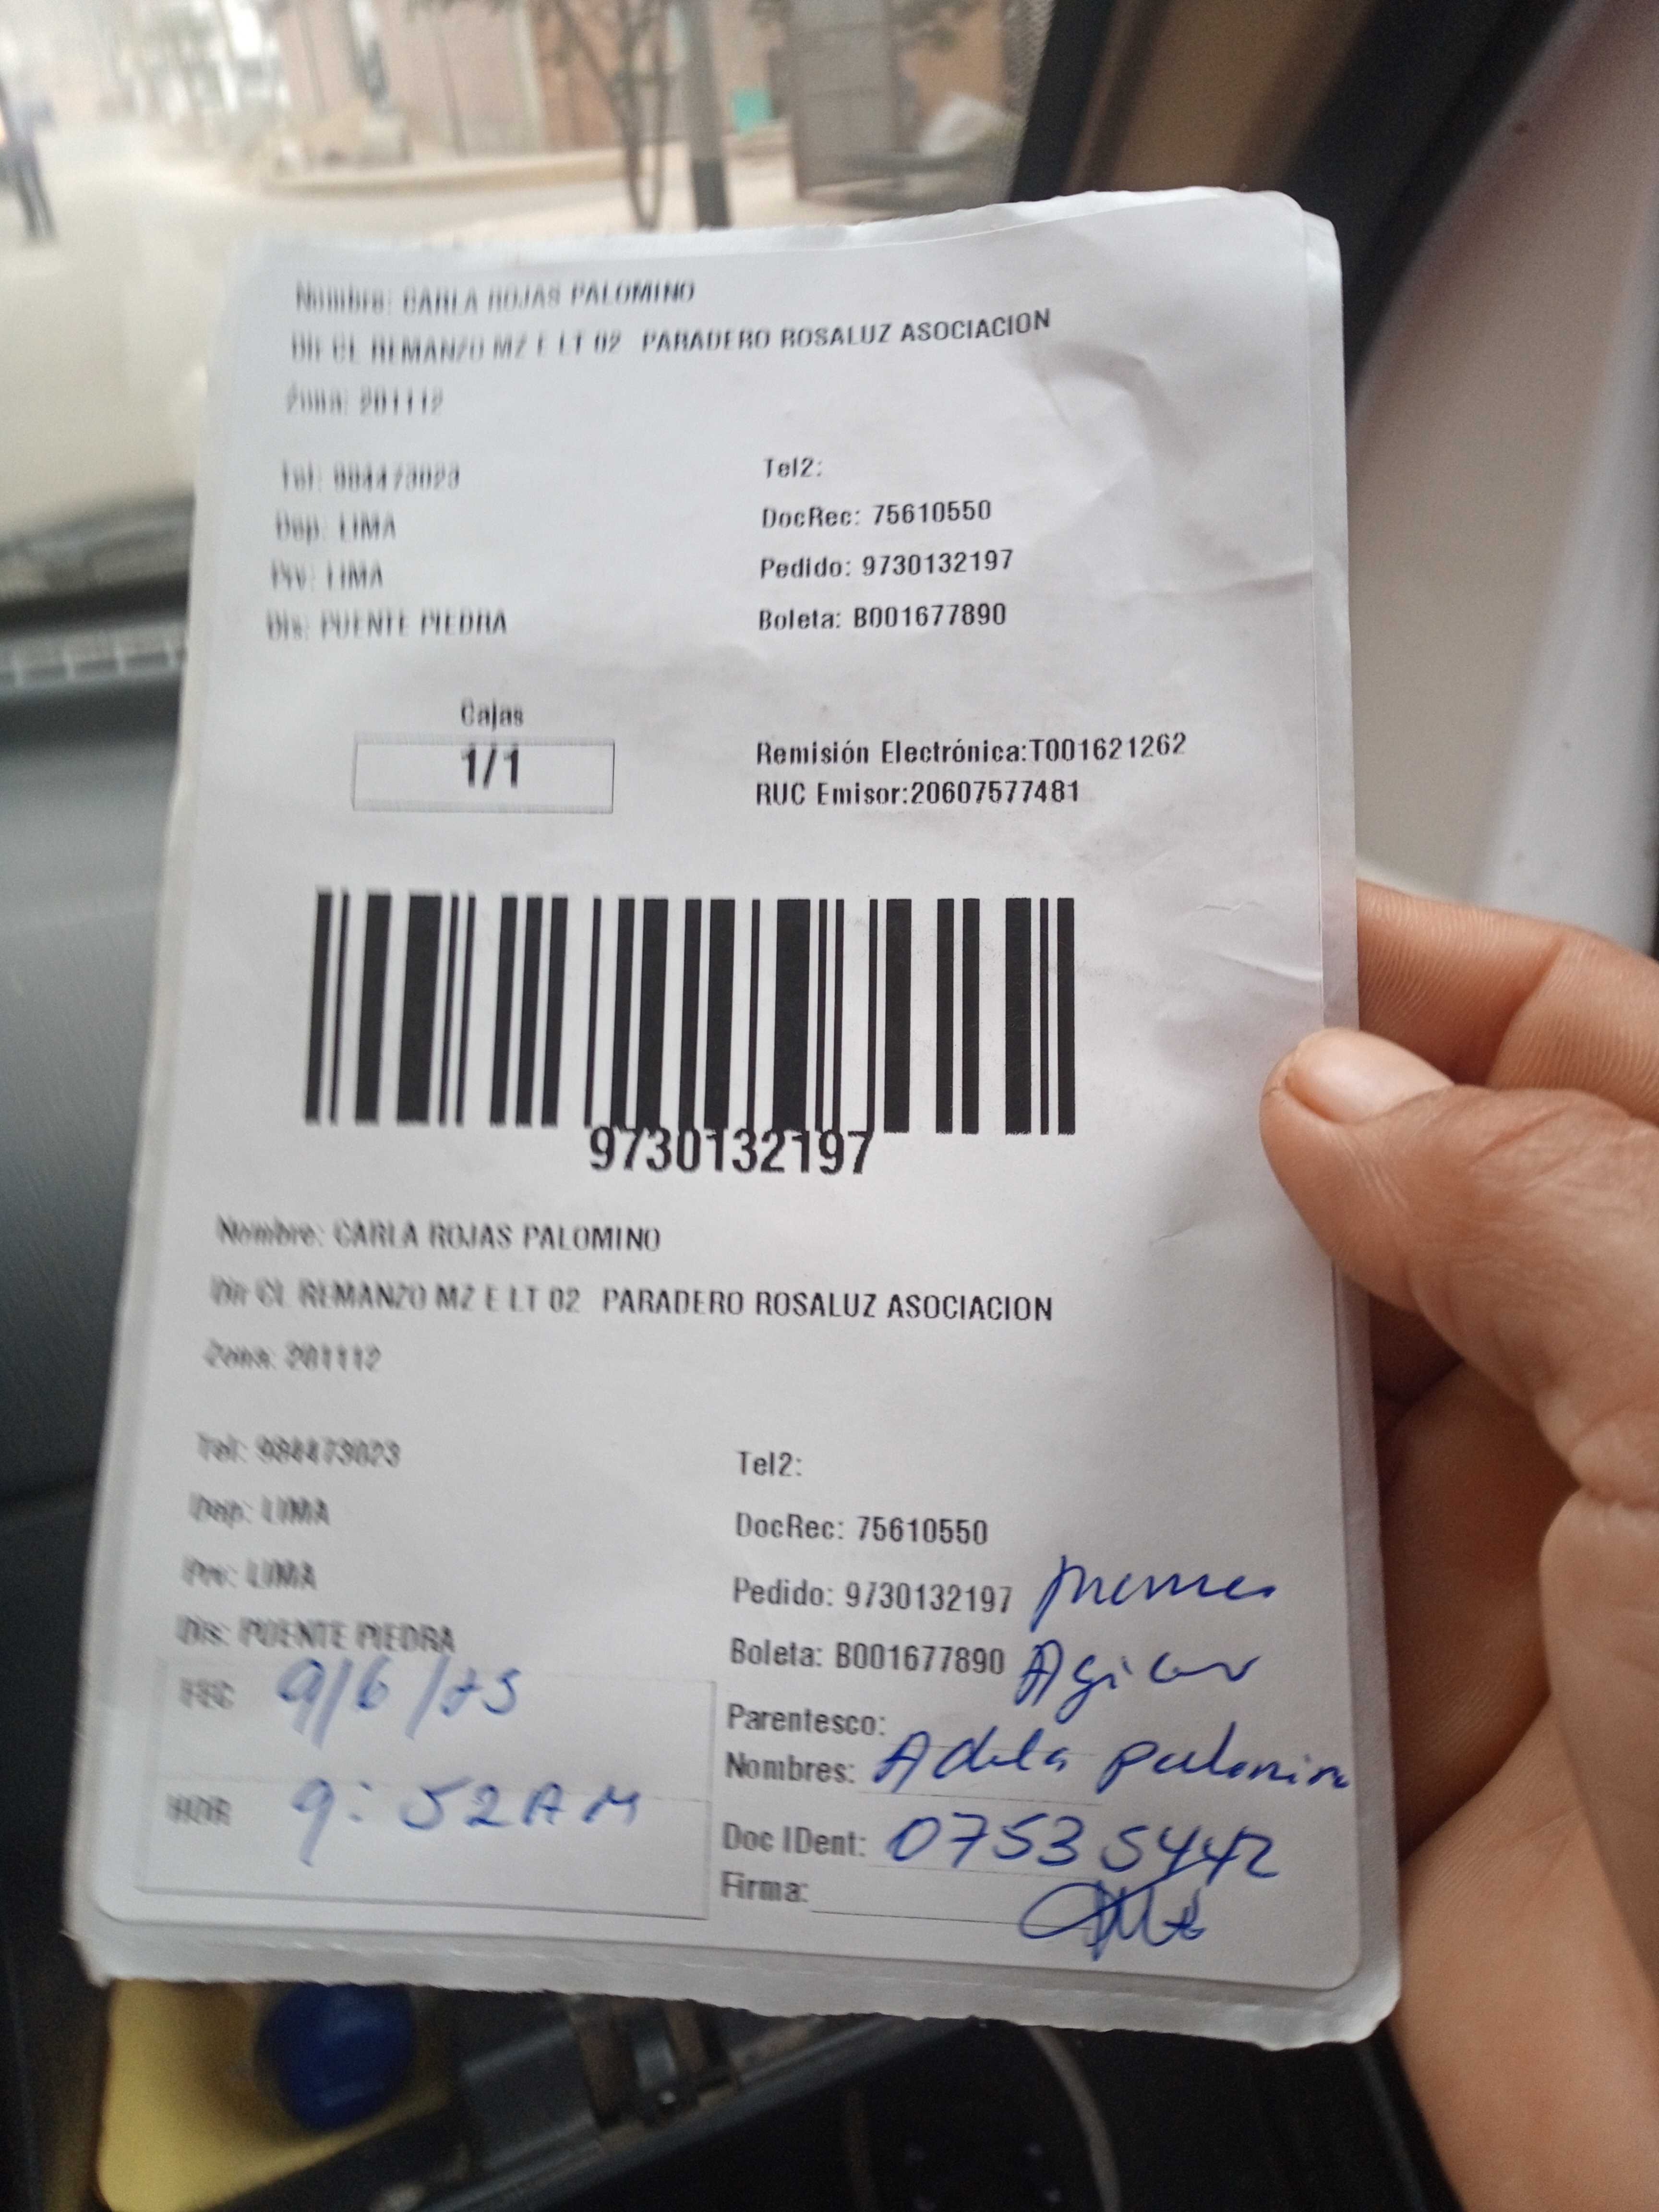 Nombre: CARLA ROJAS PALOMINO
Dir CL REMANZO MZ E LT 02 PARADERO ROSALUZ ASOCIACION
Zona: 201112
Tel: 984473023 Tel2:
Dep: LIMA DocRec: 75610550
Prv: LIMA Pedido: 9730132197
Dis: PUENTE PIEDRA Boleta: B001677890
Cajas
1/1
Remisión Electrónica:T001621262
RUC Emisor:20607577481
9730132197
Nombre: CARLA ROJAS PALOMINO
Dir CL REMANZO MZ E LT 02 PARADERO ROSALUZ ASOCIACION
Zona: 201112
Tel: 984473023 Tel2:
Dep: LIMA DocRec: 75610550
Prv: LIMA Pedido: 9730132197
Dis: PUENTE PIEDRA Boleta: B001677890
FEC 9/6/25
Parentesco:
Nombres: Adela palomino
HOR 9:52AM
Doc IDent: 07535442
Firma: